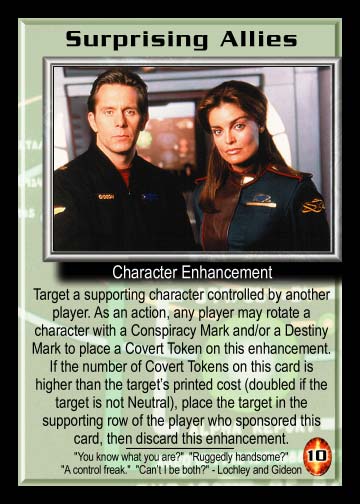 Surprising Allies
Character Enhancement
Target a supporting character controlled by another
player. As an action, any player may rotate a
character with a Conspiracy Mark and/or a Destiny
Mark to place a Covert Token on this enhancement.
If the number of Covert Tokens on this card is
higher than the target's printed cost (doubled if the
target is not Neutral), place the target in the
supporting row of the player who sponsored this
card, then discard this enhancement.
"You know what you are?" "Ruggedly handsome?"
"A control freak." "Can't I be both?" - Lochley and Gideon
10